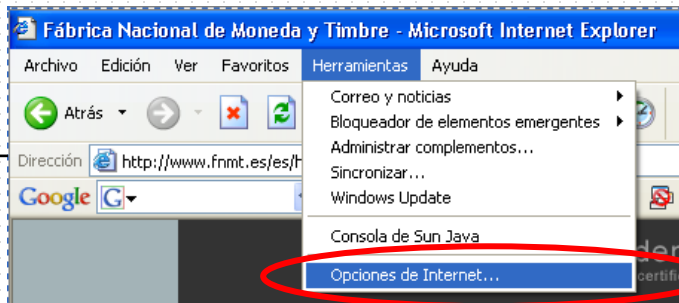 Fábrica Nacional de Moneda y Timbre - Microsoft Internet Explorer
Archivo Edición Ver Favoritos Herramientas Ayuda
Atrás
Correo y noticias
Bloqueador de elementos emergentes
Administrar complementos...
Sincronizar...
Windows Update
Consola de Sun Java
Opciones de Internet...
Dirección http://www.fnmt.es/es/
Google G